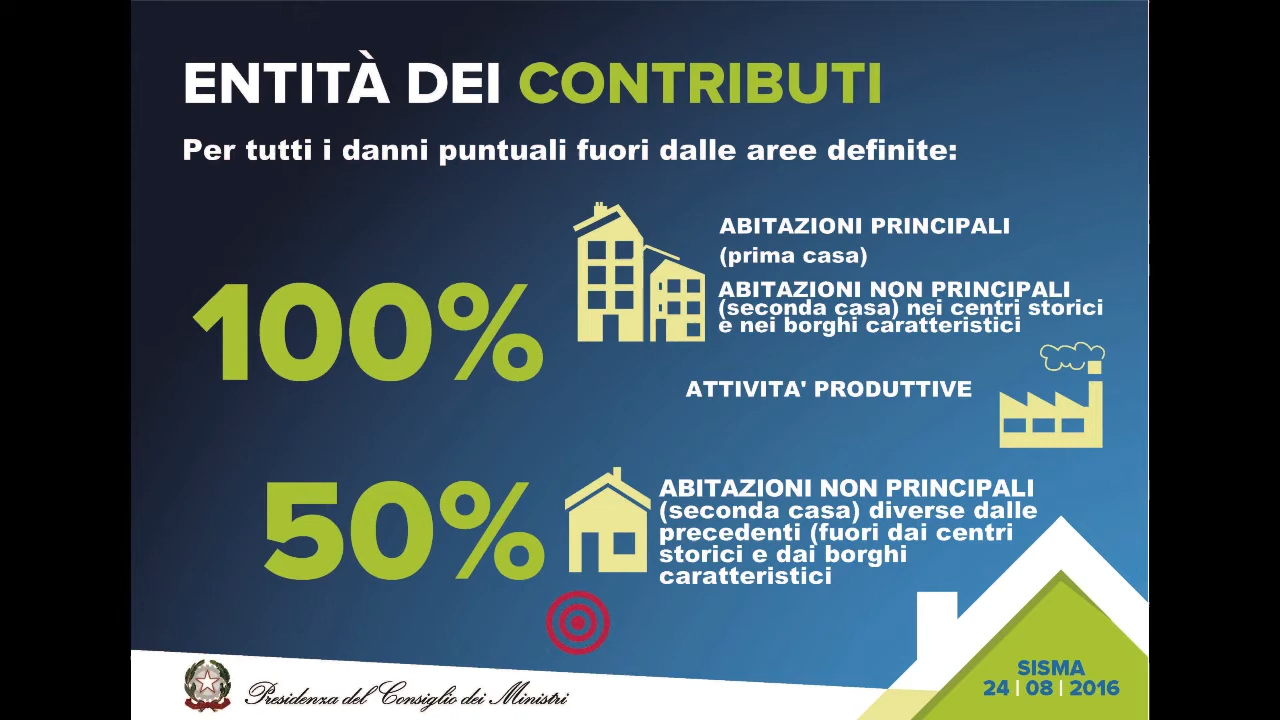 ENTITÀ DEI CONTRIBUTI
Per tutti i danni puntuali fuori dalle aree definite:
100%
ABITAZIONI PRINCIPALI
(prima casa)
ABITAZIONI NON PRINCIPALI
(seconda casa) nei centri storici
e nei borghi caratteristici
ATTIVITA' PRODUTTIVE
50%
ABITAZIONI NON PRINCIPALI
(seconda casa) diverse dalle
precedenti (fuori dai centri
storici e dai borghi
caratteristici
Presidenza del Consiglio dei Ministri
SISMA
24 | 08 | 2016